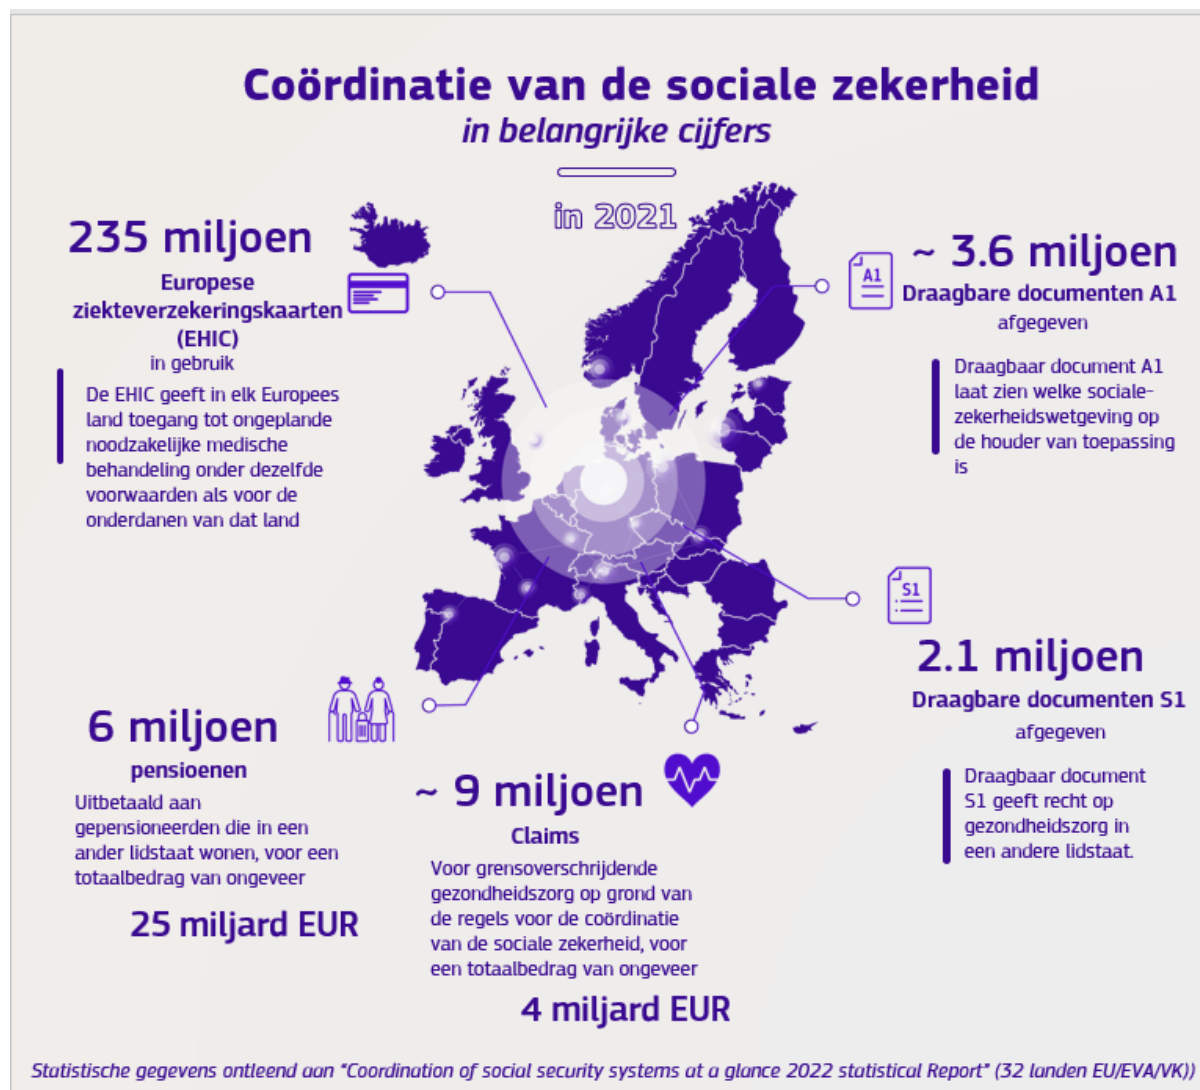 Coördinatie van de sociale zekerheid
in belangrijke cijfers
in 2021
235 miljoen
Europese
ziekteverzekeringskaarten
(EHIC)
in gebruik
De EHIC geeft in elk Europees
land toegang tot ongeplande
noodzakelijke medische
behandeling onder dezelfde
voorwaarden als voor de
onderdanen van dat land
A1
~ 3.6 miljoen
Draagbare documenten A1
afgegeven
Draagbaar document A1
laat zien welke sociale-
zekerheidswetgeving op
de houder van toepassing
is
S1
2.1 miljoen
Draagbare documenten S1
afgegeven
Draagbaar document
S1 geeft recht op
gezondheidszorg in
een andere lidstaat.
6 miljoen
pensioenen
Uitbetaald aan
gepensioneerden die in een
ander lidstaat wonen, voor een
totaalbedrag van ongeveer
25 miljard EUR
~ 9 miljoen
Claims
Voor grensoverschrijdende
gezondheidszorg op grond van
de regels voor de coördinatie
van de sociale zekerheid, voor
een totaalbedrag van ongeveer
4 miljard EUR
Statistische gegevens ontleend aan "Coordination of social security systems at a glance 2022 statistical Report" (32 landen EU/EVA/VK))